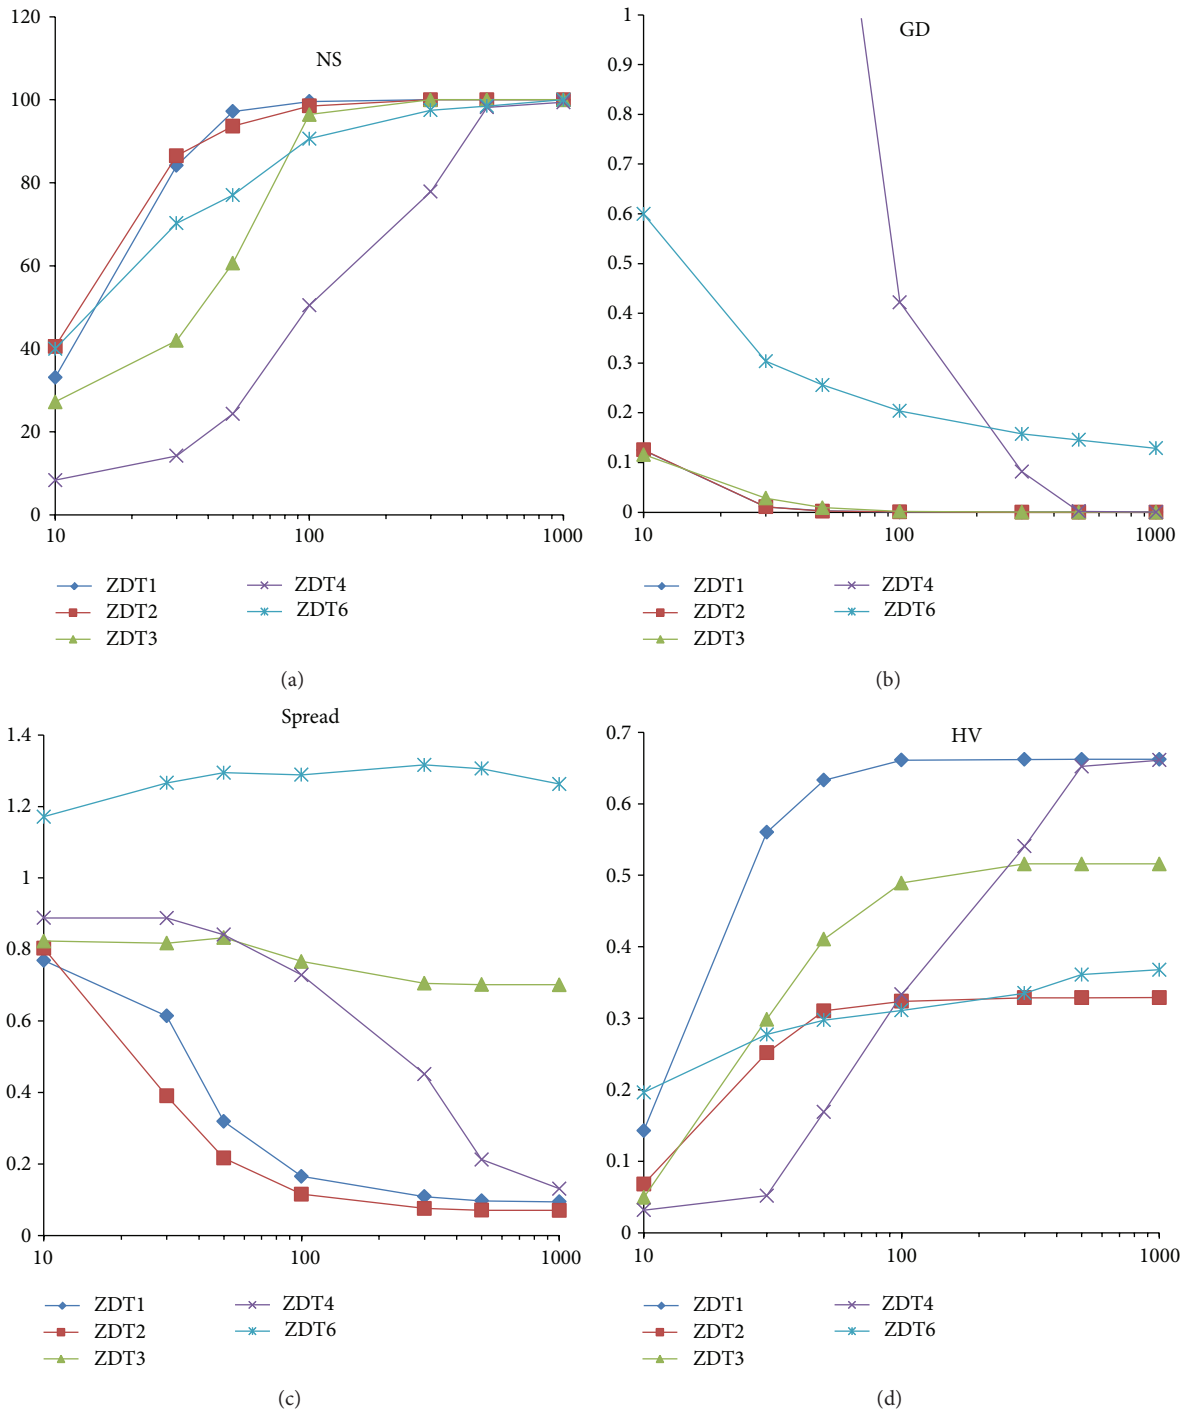 NS
120
100
80
60
40
20
0
10 100 1000
ZDT1 ZDT4
ZDT2 ZDT6
ZDT3
(a)
GD
1
0.9
0.8
0.7
0.6
0.5
0.4
0.3
0.2
0.1
0
10 100 1000
ZDT1 ZDT4
ZDT2 ZDT6
ZDT3
(b)
Spread
1.4
1.2
1
0.8
0.6
0.4
0.2
0
10 100 1000
ZDT1 ZDT4
ZDT2 ZDT6
ZDT3
(c)
HV
0.7
0.6
0.5
0.4
0.3
0.2
0.1
0
10 100 1000
ZDT1 ZDT4
ZDT2 ZDT6
ZDT3
(d)